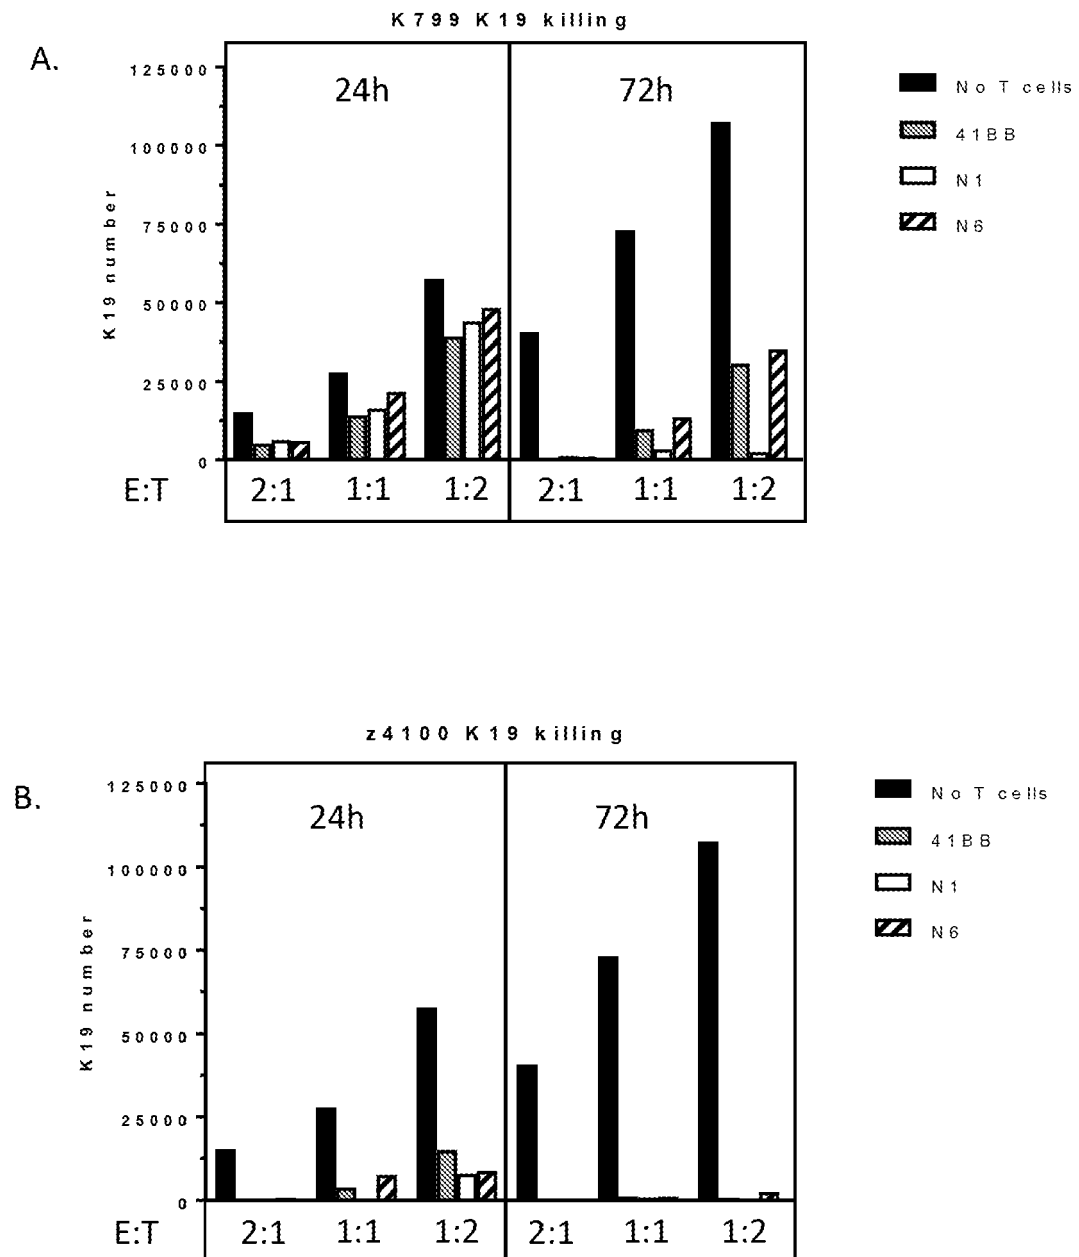 K799 K19 killing
A.
125000
100000
75000
50000
25000
0
K19 number
24h
72h
E:T
2:1
1:1
1:2
2:1
1:1
1:2
No T cells
41BB
N1
N6
z4100 K19 killing
B.
125000
100000
75000
50000
25000
0
K19 number
24h
72h
E:T
2:1
1:1
1:2
2:1
1:1
1:2
No T cells
41BB
N1
N6